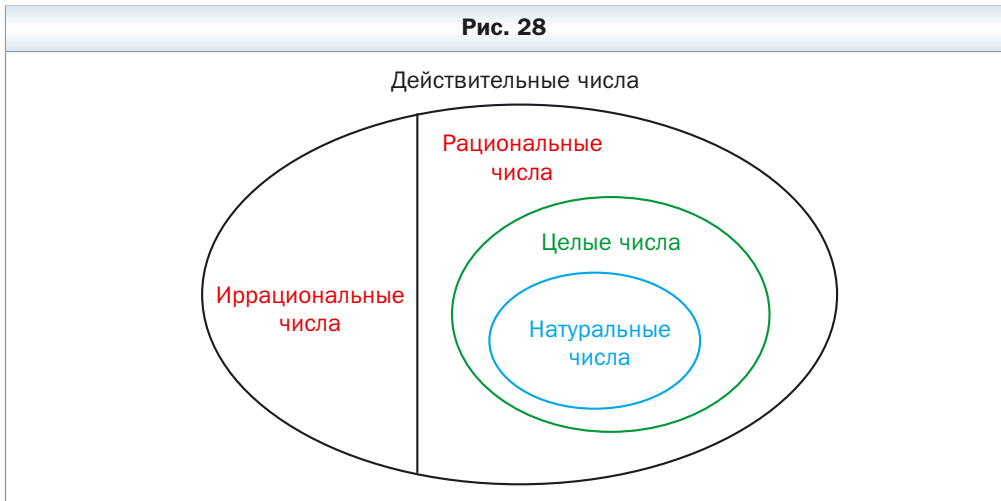 Рис. 28
Действительные числа
Рациональные
числа
Целые числа
Иррациональные
числа
Натуральные
числа